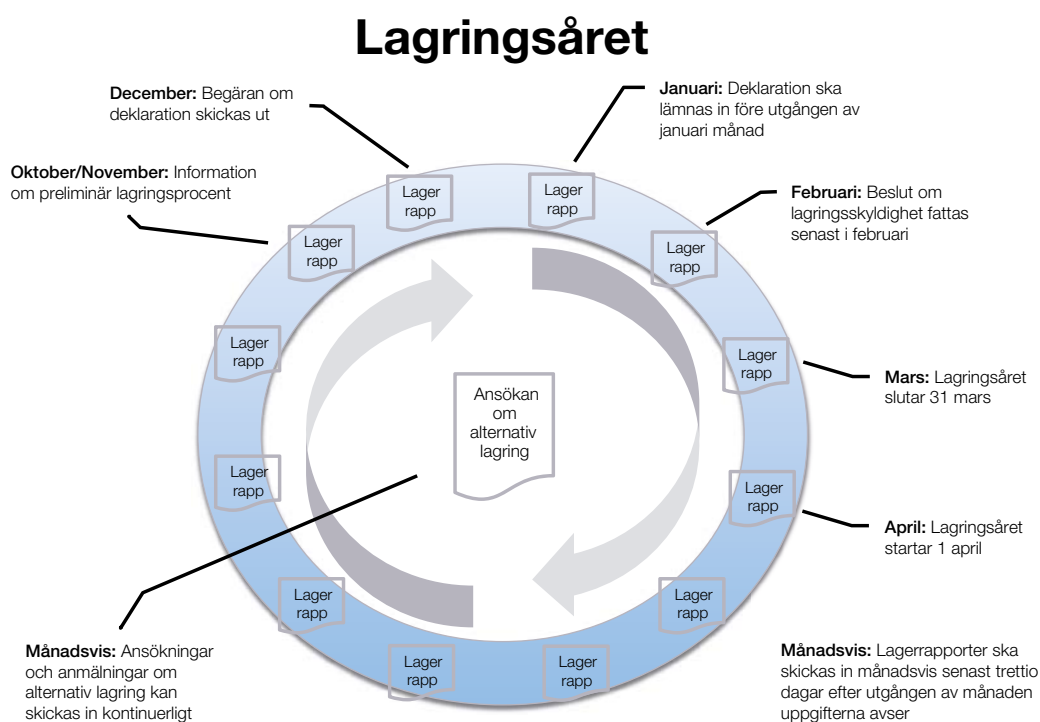 Lagringsåret
December: Begäran om
deklaration skickas ut
Januari: Deklaration ska
lämnas in före utgången av
januari månad
Oktober/November: Information
om preliminär lagringsprocent
Februari: Beslut om
lagringsskyldighet fattas
senast i februari
Lager
rapp
Lager
rapp
Lager
rapp
Lager
rapp
Lager
rapp
Lager
rapp
Mars: Lagringsåret
slutar 31 mars
Ansökan
om
alternativ
lagring
Lager
rapp
Lager
rapp
April: Lagringsåret
startar 1 april
Lager
rapp
Lager
rapp
Lager
rapp
Lager
rapp
Månadsvis: Ansökningar
och anmälningar om
alternativ lagring kan
skickas in kontinuerligt
Månadsvis: Lagerrapporter ska
skickas in månadsvis senast trettio
dagar efter utgången av månaden
uppgifterna avser